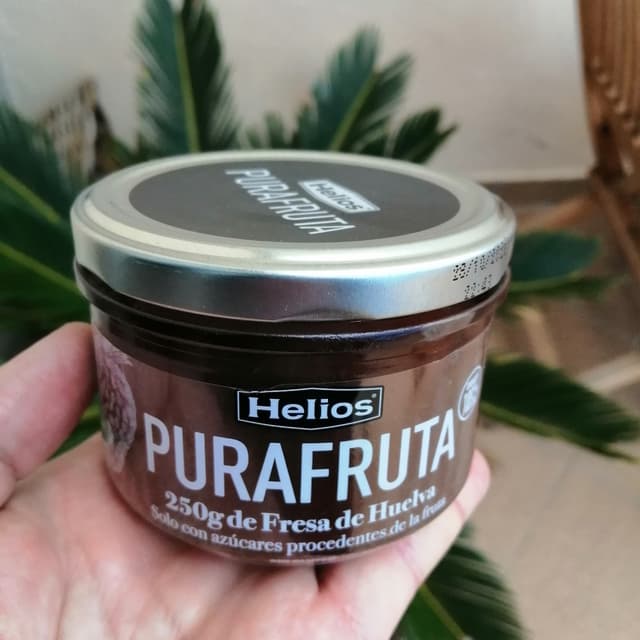 Helios
PURAFRUTA
Helios
PURAFRUTA
250g de Fresa de Huelva
Solo con azúcares procedentes de la fruta